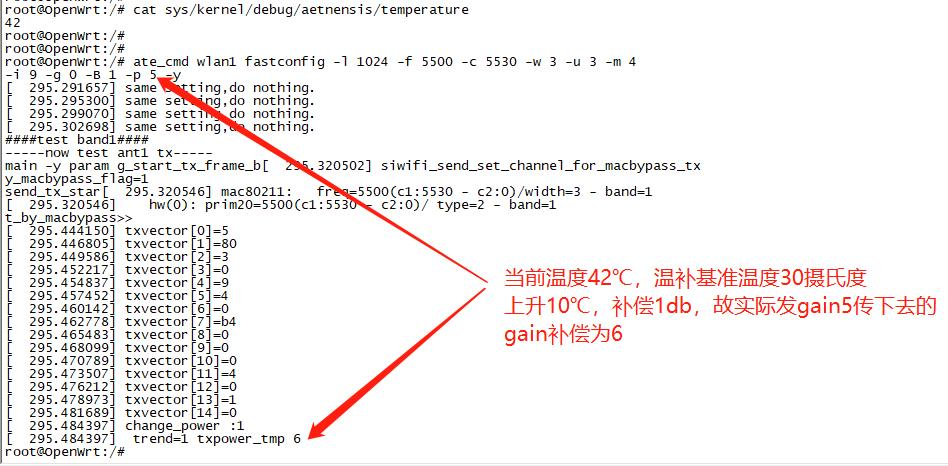 root@OpenWrt:/# cat sys/kernel/debug/aetnensis/temperature
42
root@OpenWrt:/#
root@OpenWrt:/#
root@OpenWrt:/# ate_cmd wlan1 fastconfig -l 1024 -f 5500 -c 5530 -w 3 -u 3 -m 4
-i 9 -g 0 -B 1 -p 5 -y
[  295.291657] same setting,do nothing.
[  295.295300] same setting,do nothing.
[  295.299070] same setting,do nothing.
[  295.302698] same setting,do nothing.
####test band1####
-----now test ant1 tx-----
main -y param g_start_tx_frame_b[  295.320502] siwifi_send_set_channel_for_macbypass_tx
y_macbypass_flag=1
send_tx_star[  295.320546] mac80211:   freq=5500(c1:5530 - c2:0)/width=3 - band=1
[  295.320546]    hw(0): prim20=5500(c1:5530 - c2:0)/ type=2 - band=1
t_by_macbypass>>
[  295.444150] txvector[0]=5
[  295.446805] txvector[1]=80
[  295.449586] txvector[2]=3
[  295.452217] txvector[3]=0
[  295.454837] txvector[4]=9
[  295.457452] txvector[5]=4
[  295.460142] txvector[6]=0
[  295.462778] txvector[7]=b4
[  295.465483] txvector[8]=0
[  295.468099] txvector[9]=0
[  295.470789] txvector[10]=0
[  295.473507] txvector[11]=4
[  295.476212] txvector[12]=0
[  295.478973] txvector[13]=1
[  295.481689] txvector[14]=0
[  295.484397] change_power :1
[  295.484397]  trend=1 txpower_tmp 6
root@OpenWrt:/#
当前温度42℃，温补基准温度30摄氏度
上升10℃，补偿1db，故实际发gain5传下去的
gain补偿为6